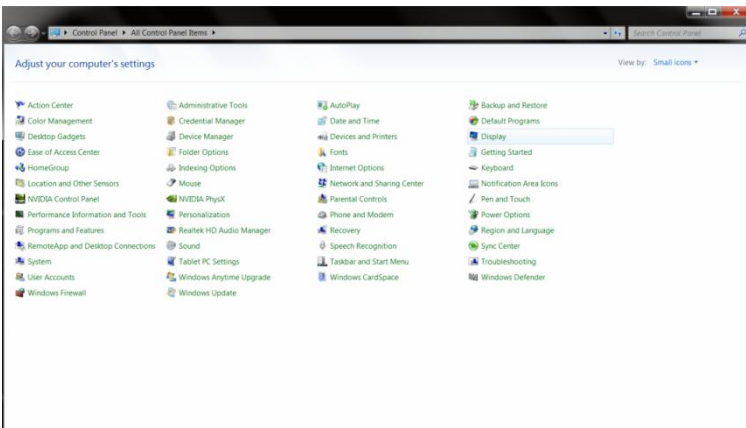 Control Panel ▸ All Control Panel Items ▸
Search Control Panel
Adjust your computer's settings
View by: Small icons
Action Center
Administrative Tools
AutoPlay
Backup and Restore
Color Management
Credential Manager
Date and Time
Default Programs
Desktop Gadgets
Device Manager
Devices and Printers
Display
Ease of Access Center
Folder Options
Fonts
Getting Started
HomeGroup
Indexing Options
Internet Options
Keyboard
Location and Other Sensors
Mouse
Network and Sharing Center
Notification Area Icons
NVIDIA Control Panel
NVIDIA PhysX
Parental Controls
Pen and Touch
Performance Information and Tools
Personalization
Phone and Modem
Power Options
Programs and Features
Realtek HD Audio Manager
Recovery
Region and Language
RemoteApp and Desktop Connections
Sound
Speech Recognition
Sync Center
System
Tablet PC Settings
Taskbar and Start Menu
Troubleshooting
User Accounts
Windows Anytime Upgrade
Windows CardSpace
Windows Defender
Windows Firewall
Windows Update